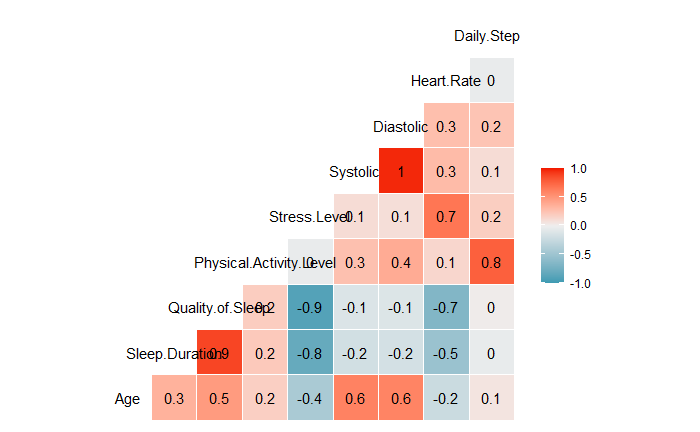 Daily.Step
Heart.Rate 0
Diastolic 0.3 0.2
Systolic 1 0.3 0.1
Stress.Level 0.1 0.1 0.7 0.2
Physical.Activity.Level 0 0.3 0.4 0.1 0.8
Quality.of.Sleep 0.2 -0.9 -0.1 -0.1 -0.7 0
Sleep.Duration 0.9 0.2 -0.8 -0.2 -0.2 -0.5 0
Age 0.3 0.5 0.2 -0.4 0.6 0.6 -0.2 0.1
1.0
0.5
0.0
-0.5
-1.0